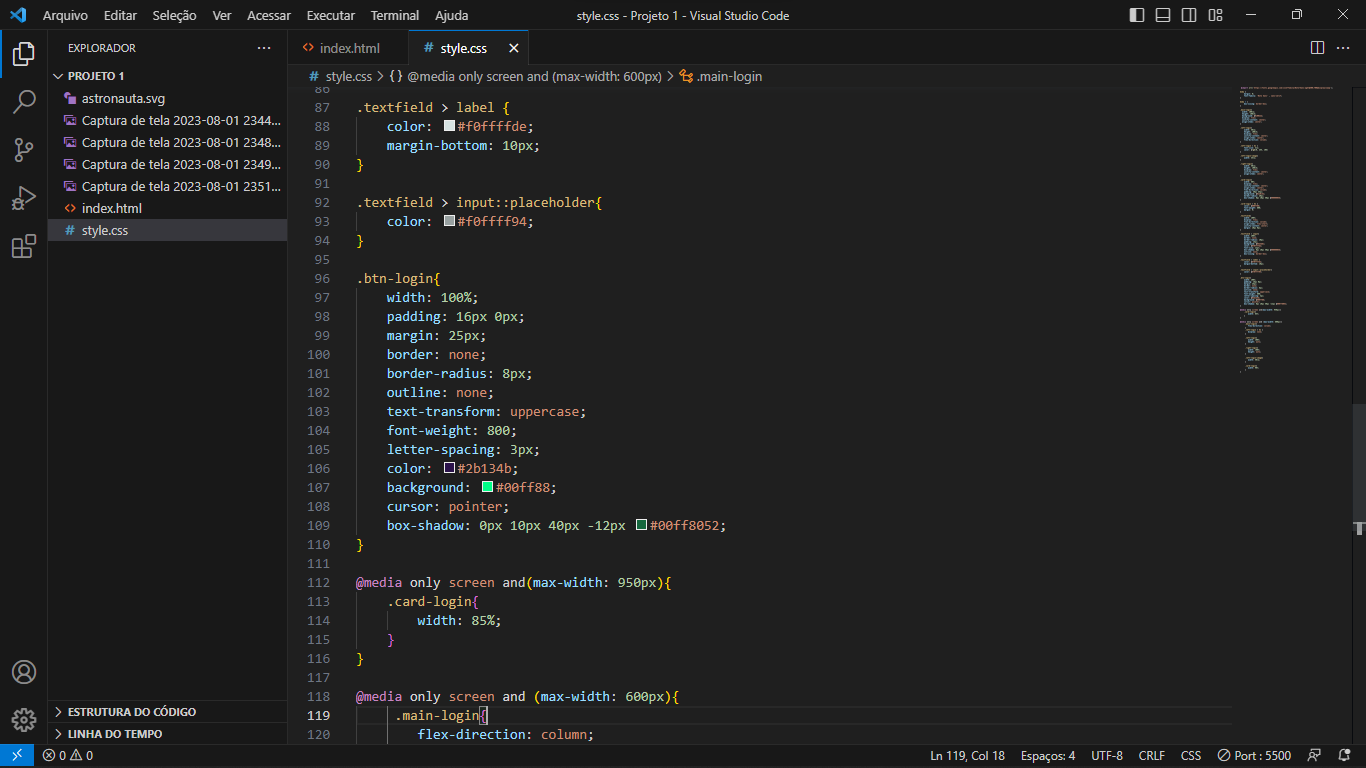 Arquivo Editar Seleção Ver Acessar Executar Terminal Ajuda
style.css - Projeto 1 - Visual Studio Code
EXPLORADOR
PROJETO 1
astronauta.svg
Captura de tela 2023-08-01 2344...
Captura de tela 2023-08-01 2348...
Captura de tela 2023-08-01 2349...
Captura de tela 2023-08-01 2351...
index.html
style.css
ESTRUTURA DO CÓDIGO
LINHA DO TEMPO
index.html
# style.css
# style.css > {} @media only screen and (max-width: 600px) > .main-login
86
87 .textfield > label {
88 color: #f0ffffde;
89 margin-bottom: 10px;
90 }
91
92 .textfield > input::placeholder{
93 color: #f0ffff94;
94 }
95
96 .btn-login{
97 width: 100%;
98 padding: 16px 0px;
99 margin: 25px;
100 border: none;
101 border-radius: 8px;
102 outline: none;
103 text-transform: uppercase;
104 font-weight: 800;
105 letter-spacing: 3px;
106 color: #2b134b;
107 background: #00ff88;
108 cursor: pointer;
109 box-shadow: 0px 10px 40px -12px #00ff8052;
110 }
111
112 @media only screen and(max-width: 950px){
113 .card-login{
114 width: 85%;
115 }
116 }
117
118 @media only screen and (max-width: 600px){
119 .main-login{
120 flex-direction: column;
0 0
Ln 119, Col 18 Espaços: 4 UTF-8 CRLF CSS Port : 5500